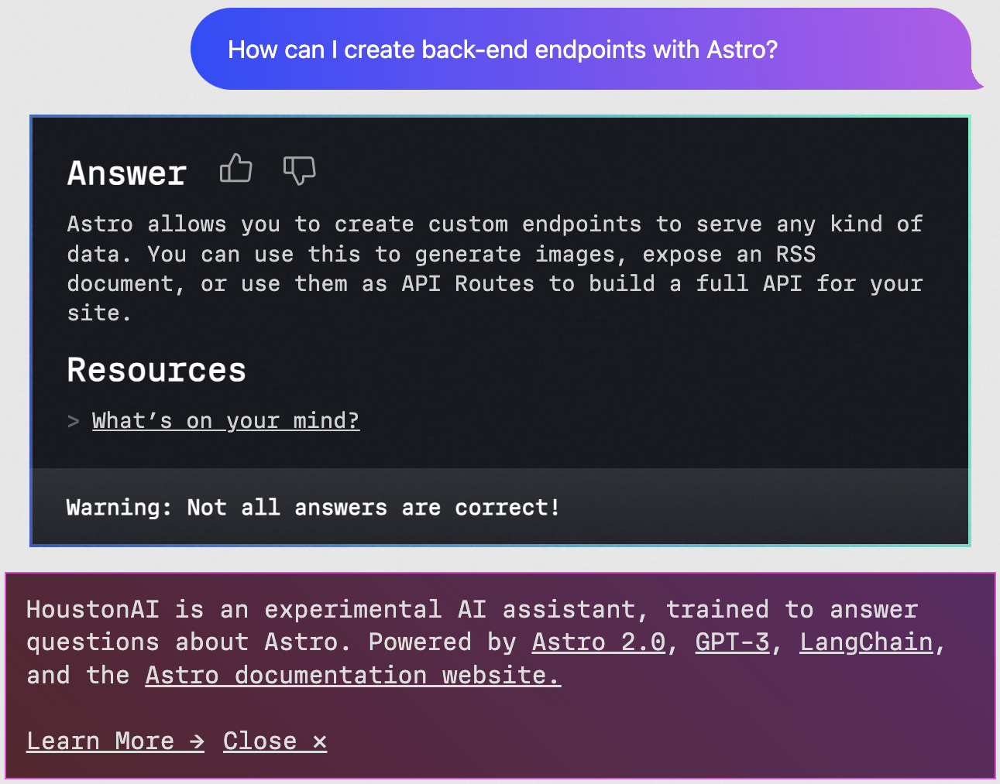 How can I create back-end endpoints with Astro?
Answer
Astro allows you to create custom endpoints to serve any kind of
data. You can use this to generate images, expose an RSS
document, or use them as API Routes to build a full API for your
site.
Resources
> What’s on your mind?
Warning: Not all answers are correct!
HoustonAI is an experimental AI assistant, trained to answer
questions about Astro. Powered by Astro 2.0, GPT-3, LangChain,
and the Astro documentation website.
Learn More → Close ×